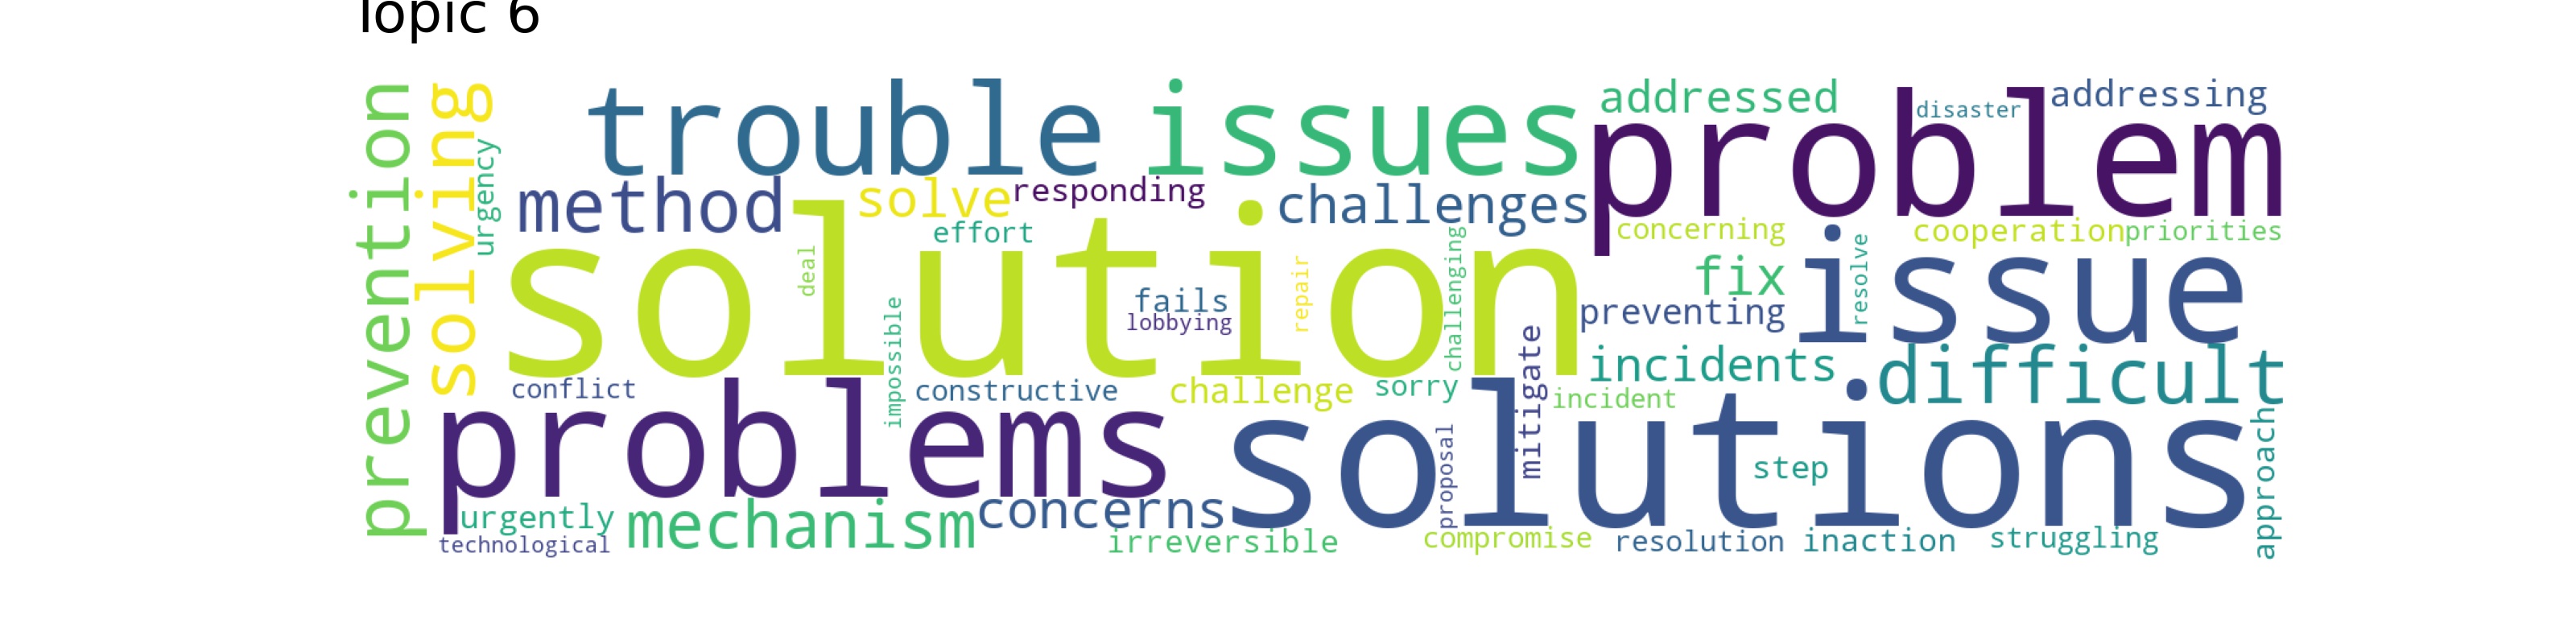 Topic 6
prevention
solving
urgency
trouble issues addressed disaster addressing
problem
method solve responding challenges
effort concerning cooperation priorities
solution
deal
impossible
fails
lobbying
repair
challenging
fix
resolve
issue
preventing
mitigate
incidents difficult
conflict constructive challenge sorry incident
problems solutions
proposal
step
approach
urgently mechanism concerns
technological irreversible compromise resolution inaction struggling